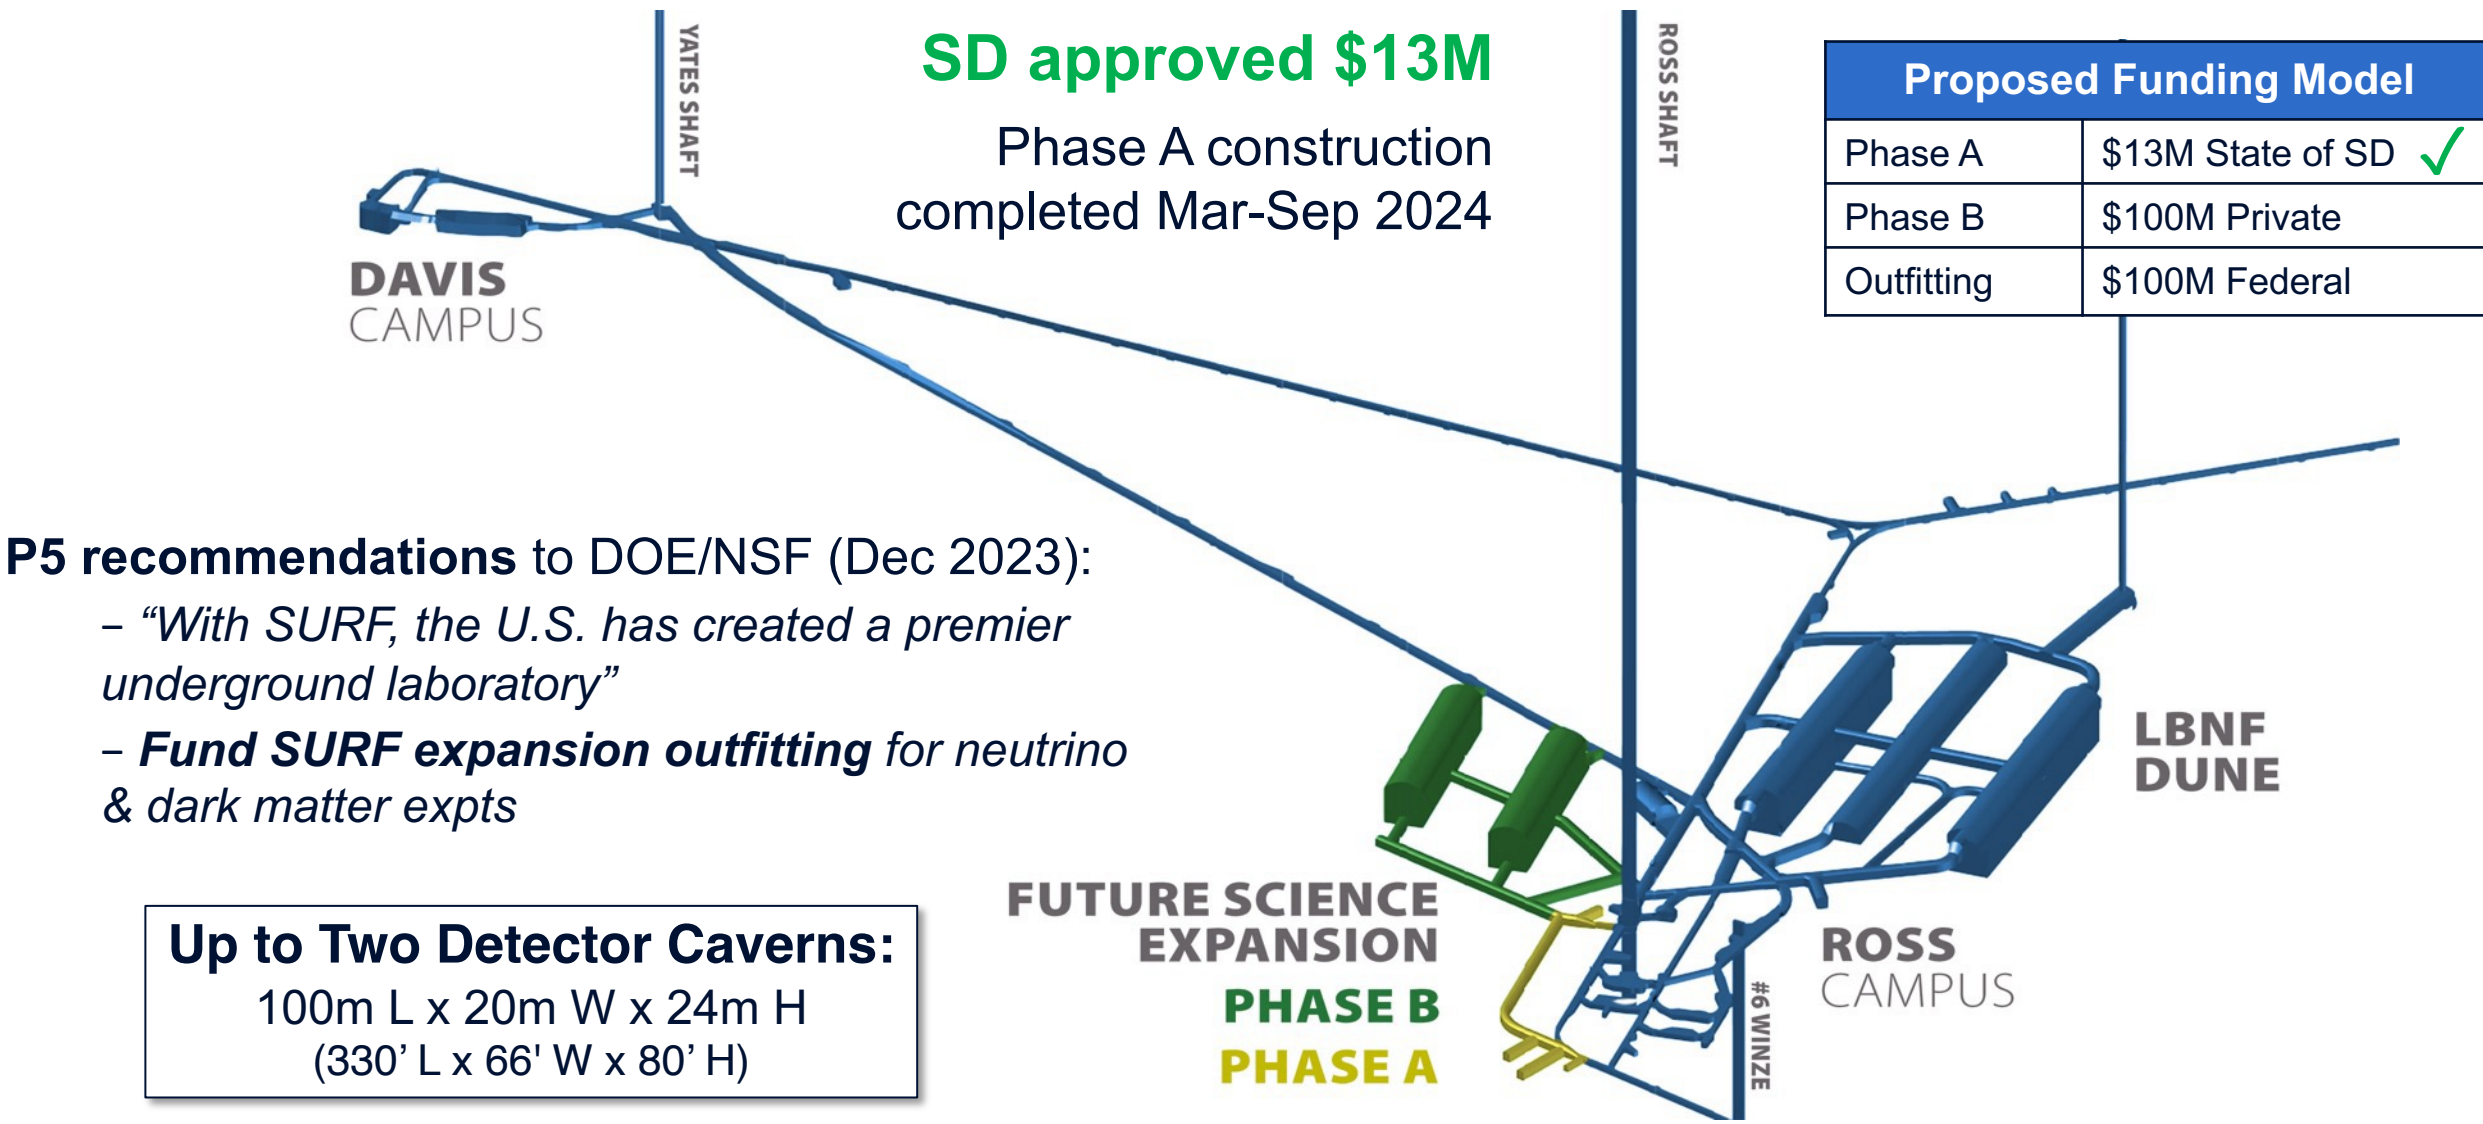 SD approved $13M
Phase A construction
completed Mar-Sep 2024
YATES SHAFT
ROSS SHAFT
Proposed Funding Model
Phase A $13M State of SD ✓
Phase B $100M Private
Outfitting $100M Federal
DAVIS
CAMPUS
P5 recommendations to DOE/NSF (Dec 2023):
– “With SURF, the U.S. has created a premier
underground laboratory”
– Fund SURF expansion outfitting for neutrino
& dark matter expts
LBNF
DUNE
Up to Two Detector Caverns:
100m L x 20m W x 24m H
(330’ L x 66' W x 80’ H)
FUTURE SCIENCE
EXPANSION
PHASE B
PHASE A
ROSS
CAMPUS
#6 WINZE